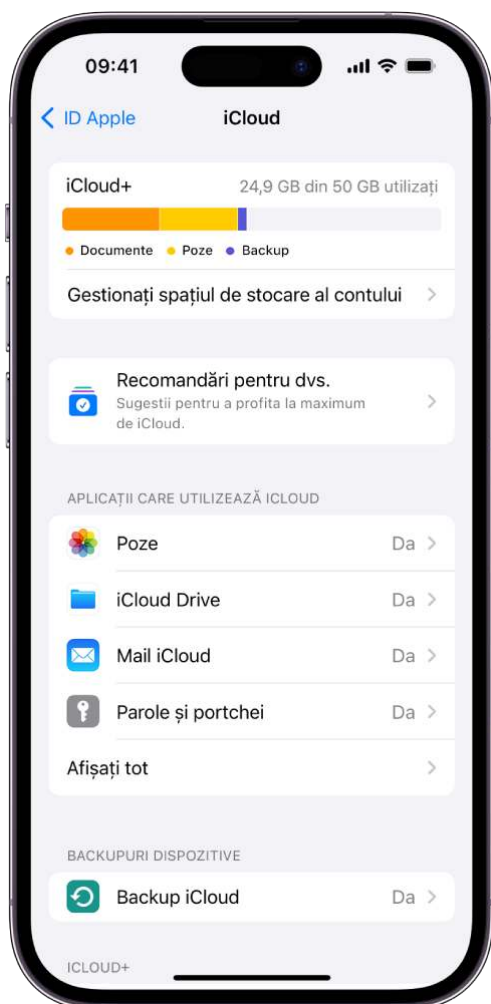 09:41
ID Apple
iCloud
iCloud+ 24,9 GB din 50 GB utilizați
Documente Poze Backup
Gestionați spațiul de stocare al contului
Recomandări pentru dvs.
Sugestii pentru a profita la maximum
de iCloud.
APLICAȚII CARE UTILIZEAZĂ ICLOUD
Poze Da
iCloud Drive Da
Mail iCloud Da
Parole și portchei Da
Afișați tot
BACKUPURI DISPOZITIVE
Backup iCloud Da
ICLOUD+